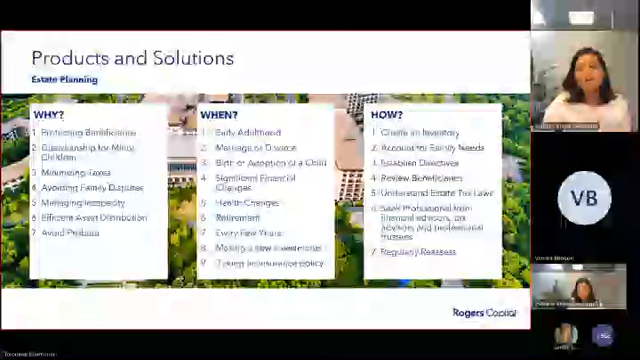 Products and Solutions
Estate Planning
WHY?
1 Protecting Beneficiaries
2 Guardianship for Minor
Children
3 Minimizing Taxes
4 Avoiding Family Disputes
5 Managing Incapacity
6 Efficient Asset Distribution
7 Avoid Probate
WHEN?
1 Early Adulthood
2 Marriage or Divorce
3 Birth or Adoption of a Child
4 Significant Financial
Changes
5 Health Changes
6 Retirement
7 Every Few Years
8 Making a new investment
9 Taking an insurance policy
HOW?
1 Create an Inventory
2 Account for Family Needs
3 Establish Directives
4 Review Beneficiaries
5 Understand Estate Tax Laws
6 Seek Professional from
financial advisors, tax
advisors and professional
trustees
7 Regularly Reassess
Rogers Capital
VB